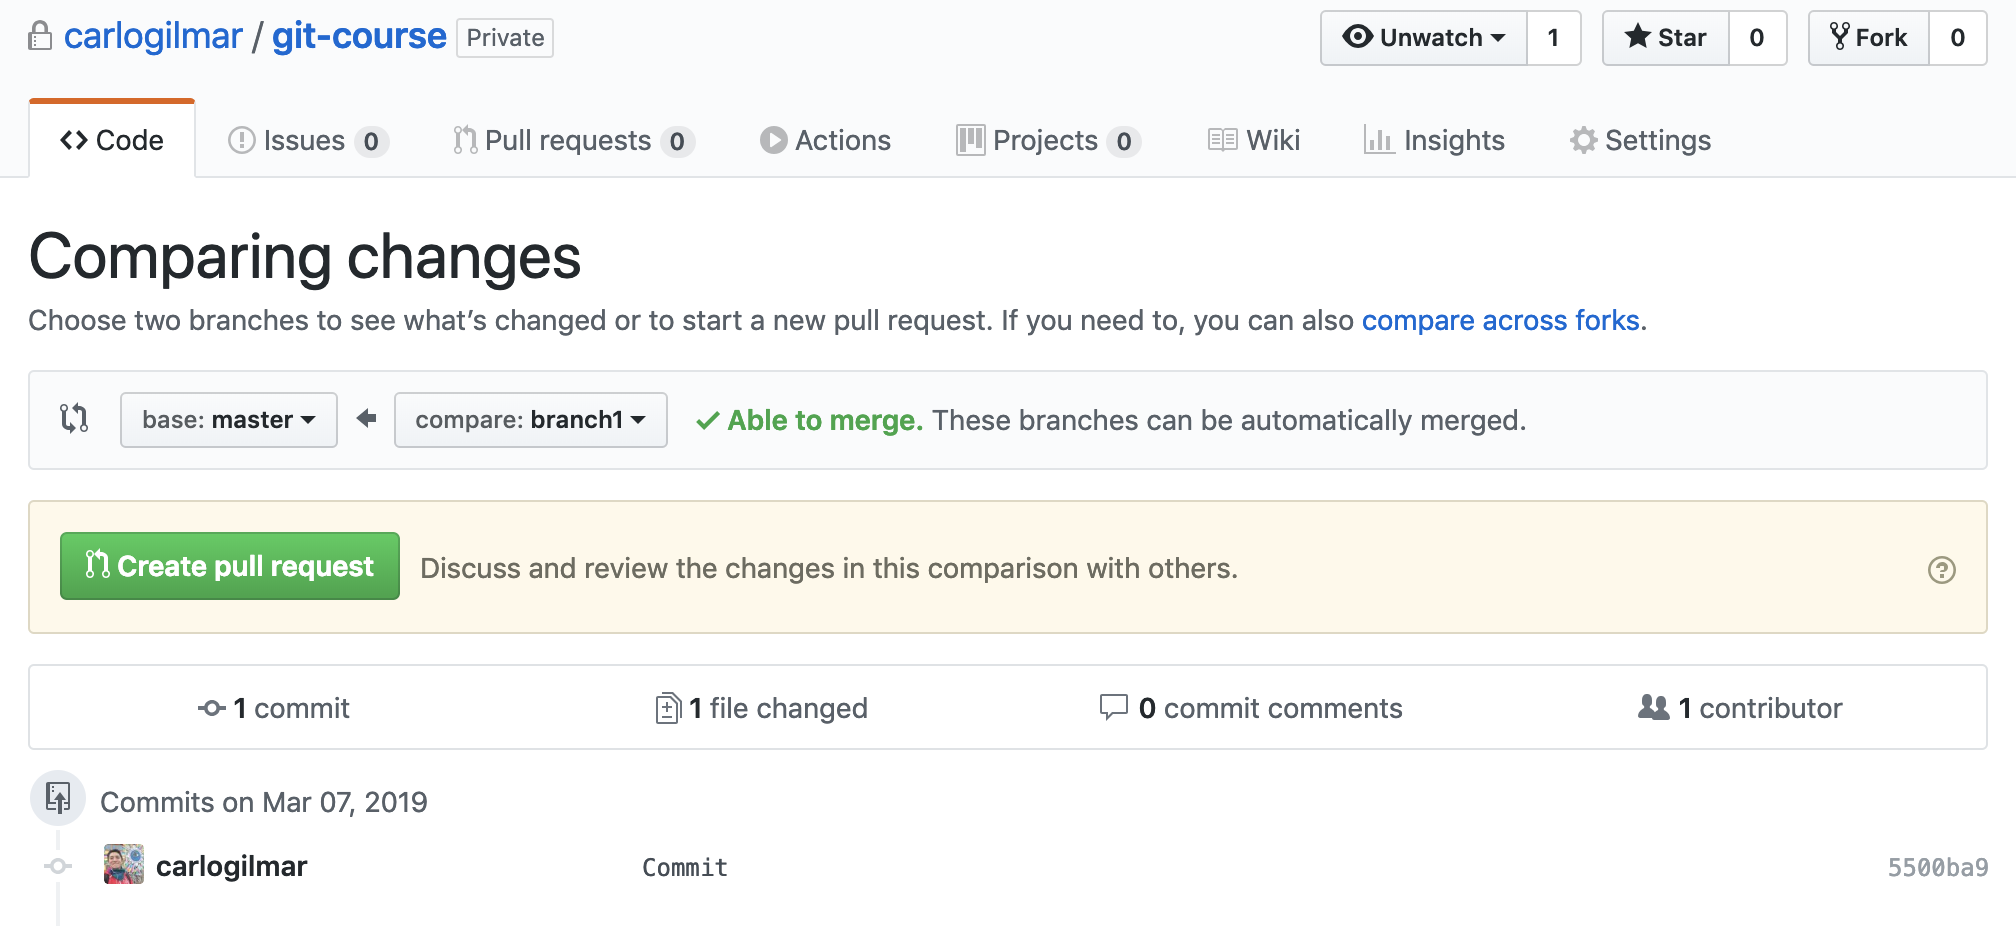 carlogilmar / git-course Private Unwatch 1 Star 0 Fork 0
Code Issues 0 Pull requests 0 Actions Projects 0 Wiki Insights Settings
Comparing changes
Choose two branches to see what’s changed or to start a new pull request. If you need to, you can also compare across forks.
base: master compare: branch1 Able to merge. These branches can be automatically merged.
Create pull request Discuss and review the changes in this comparison with others.
1 commit 1 file changed 0 commit comments 1 contributor
Commits on Mar 07, 2019
carlogilmar Commit 5500ba9